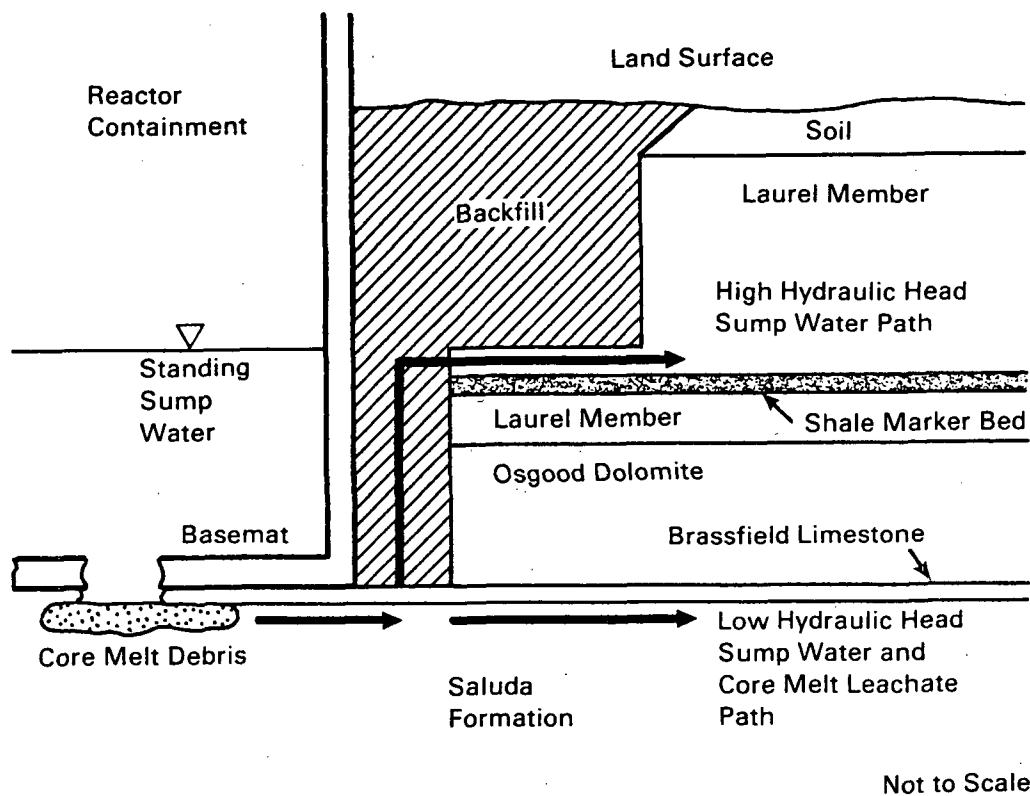 Land Surface
Reactor
Containment
Soil
Laurel Member
Backfill
High Hydraulic Head
Sump Water Path
Standing
Sump
Water
Laurel Member
Shale Marker Bed
Osgood Dolomite
Basemat
Brassfield Limestone
Core Melt Debris
Low Hydraulic Head
Sump Water and
Core Melt Leachate
Path
Saluda
Formation
Not to Scale